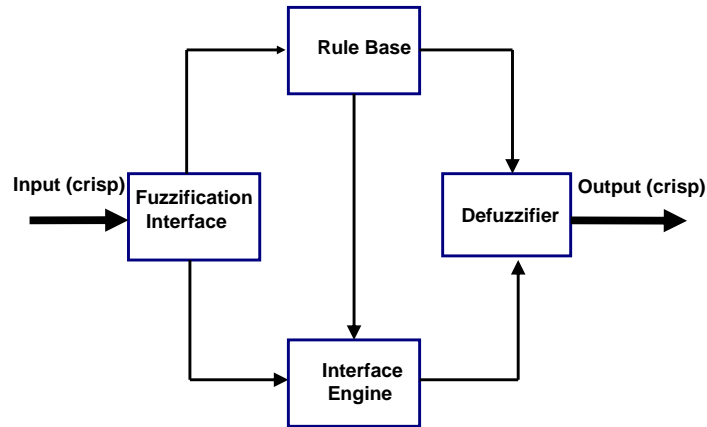 Rule Base
Input (crisp)
Fuzzification
Interface
Defuzzifier
Output (crisp)
Interface
Engine